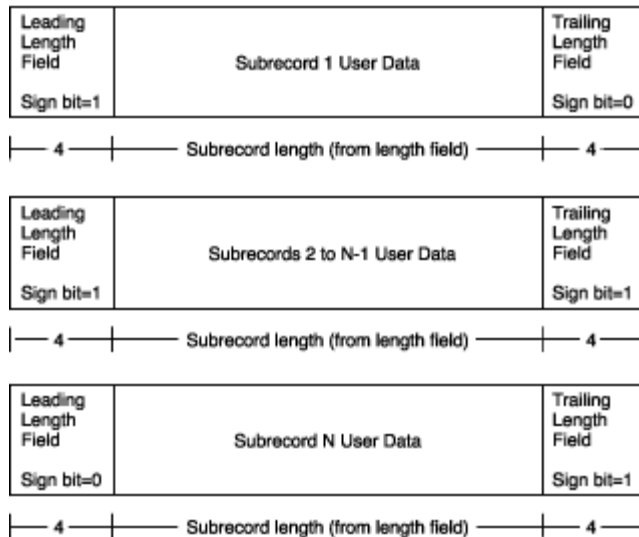 Leading
Length
Field
Sign bit=1
Subrecord 1 User Data
Trailing
Length
Field
Sign bit=0
4
Subrecord length (from length field)
4
Leading
Length
Field
Sign bit=1
Subrecords 2 to N-1 User Data
Trailing
Length
Field
Sign bit=1
4
Subrecord length (from length field)
4
Leading
Length
Field
Sign bit=0
Subrecord N User Data
Trailing
Length
Field
Sign bit=1
4
Subrecord length (from length field)
4